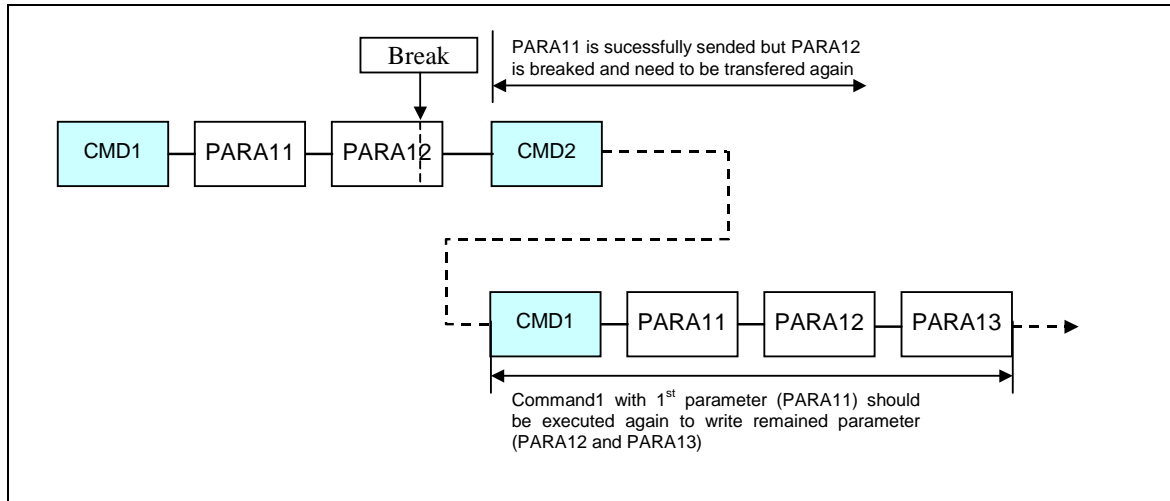 Break
PARA11 is sucessfully sended but PARA12
is breaked and need to be transfered again
CMD1
PARA11
PARA12
CMD2
CMD1
PARA11
PARA12
PARA13
Command1 with 1st parameter (PARA11) should
be executed again to write remained parameter
(PARA12 and PARA13)